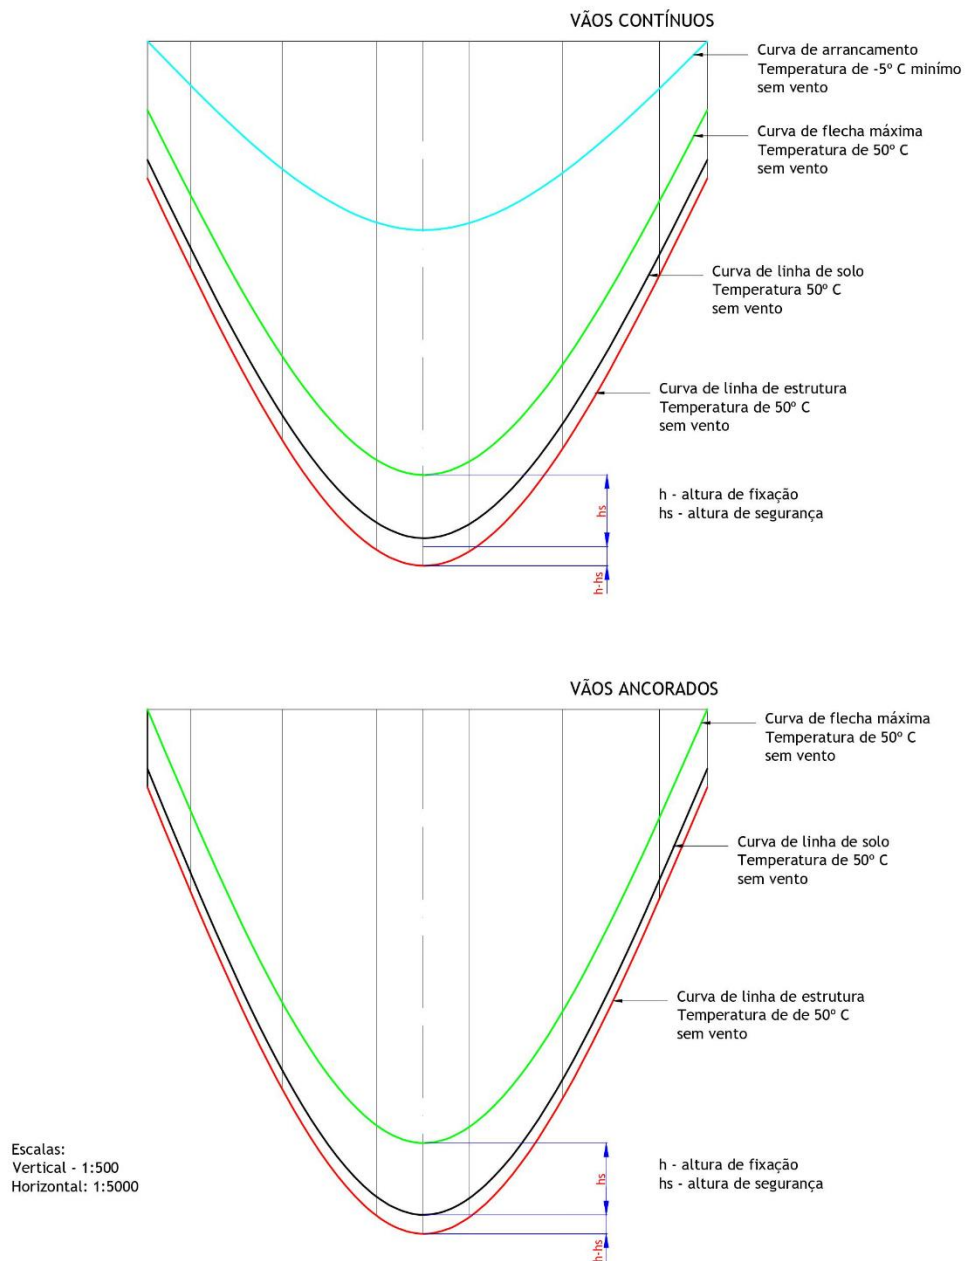 VÃOS CONTÍNUOS
Curva de arrancamento
Temperatura de -5º C minímo
sem vento
Curva de flecha máxima
Temperatura de 50º C
sem vento
Curva de linha de solo
Temperatura 50º C
sem vento
Curva de linha de estrutura
Temperatura de 50º C
sem vento
h - altura de fixação
hs - altura de segurança
hs
h-hs
VÃOS ANCORADOS
Curva de flecha máxima
Temperatura de 50º C
sem vento
Curva de linha de solo
Temperatura de 50º C
sem vento
Curva de linha de estrutura
Temperatura de de 50º C
sem vento
Escalas:
Vertical - 1:500
Horizontal: 1:5000
h - altura de fixação
hs - altura de segurança
hs
h-hs